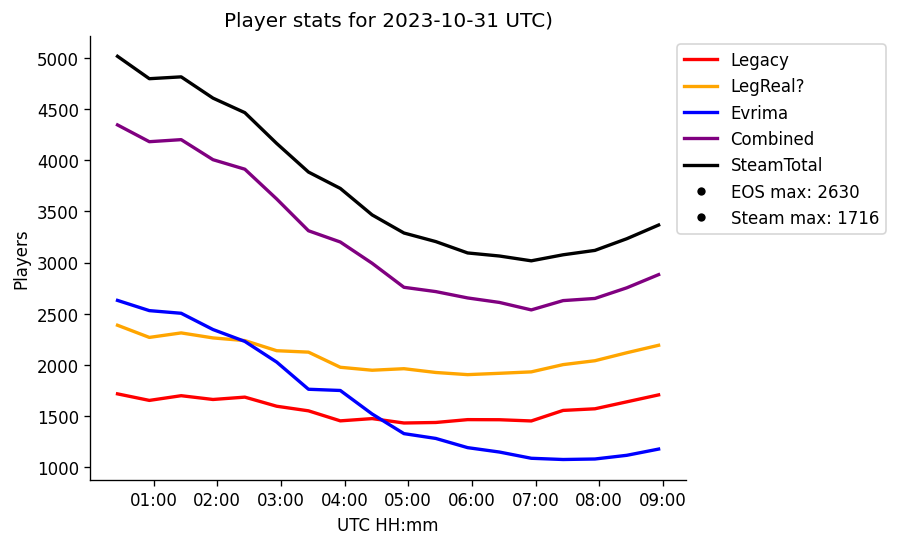 Player stats for 2023-10-31 UTC)
5000
4500
4000
3500
3000
2500
2000
1500
1000
Players
01:00 02:00 03:00 04:00 05:00 06:00 07:00 08:00 09:00
UTC HH:mm
Legacy
LegReal?
Evrima
Combined
SteamTotal
EOS max: 2630
Steam max: 1716